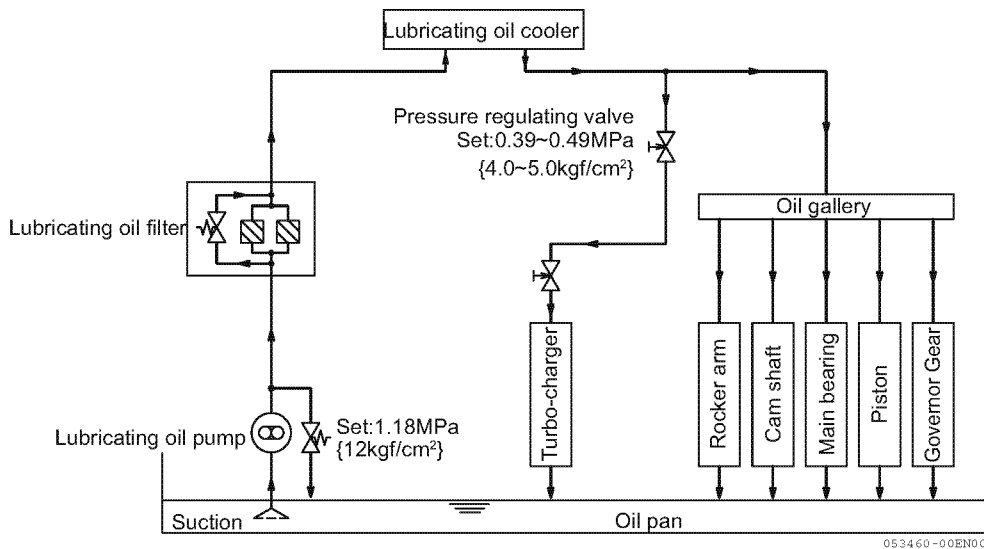 Lubricating oil cooler
Pressure regulating valve
Set:0.39~0.49MPa
{4.0~5.0kgf/cm²}
Oil gallery
Lubricating oil filter
Turbo-charger
Rocker arm
Cam shaft
Main bearing
Piston
Governor Gear
Set:1.18MPa
{12kgf/cm²}
Lubricating oil pump
Suction
Oil pan